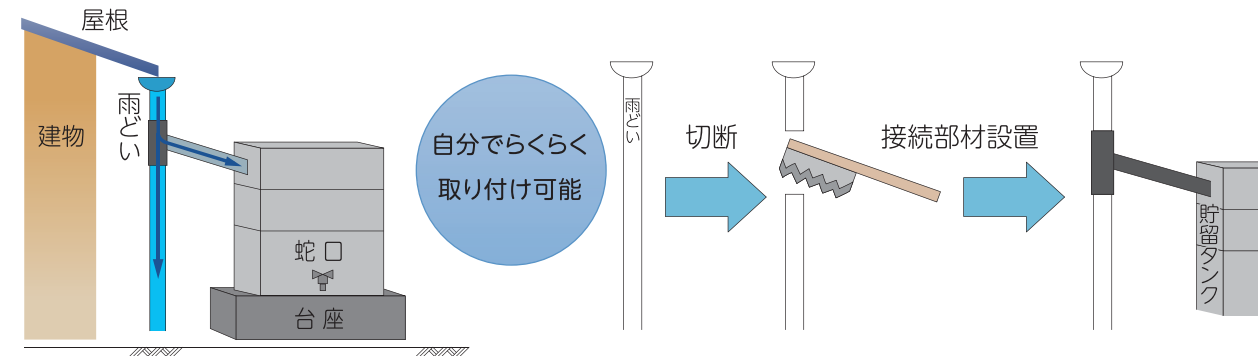 屋根
建物
雨どい
蛇口
台座
自分でらくらく
取り付け可能
雨どい
切断
接続部材設置
貯留タンク